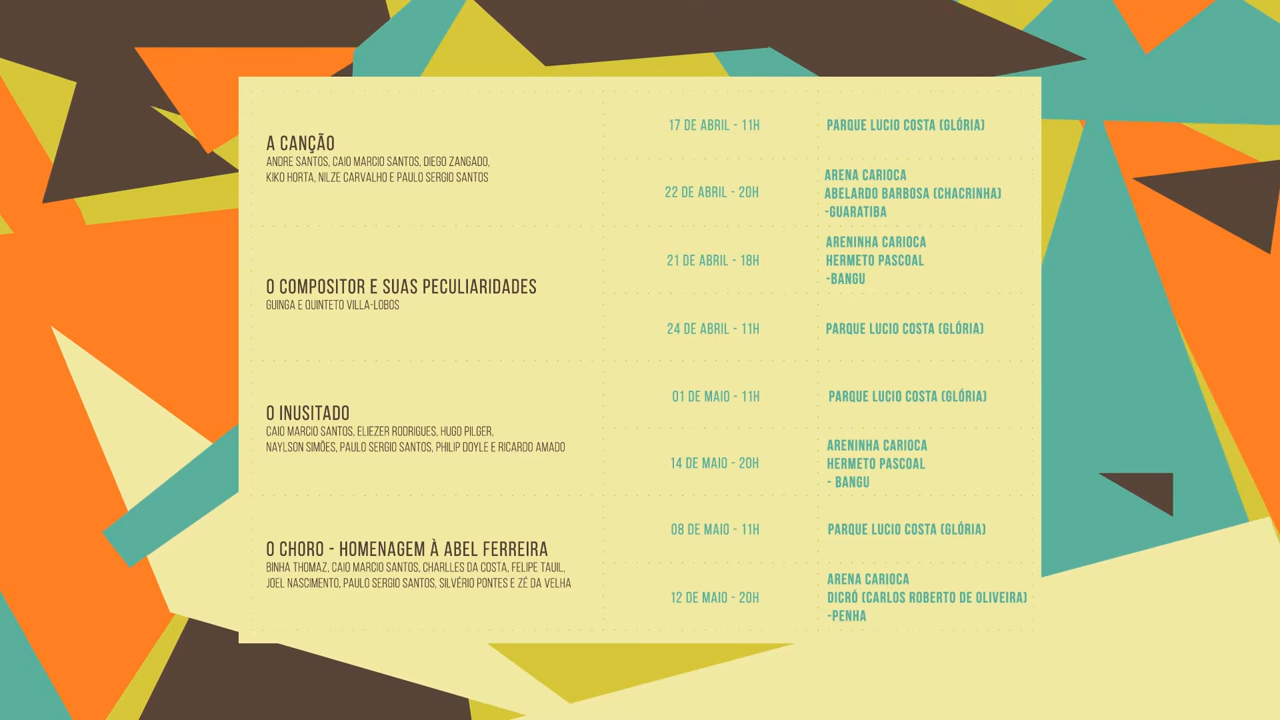 A CANÇÃO
ANDRE SANTOS, CAIO MARCIO SANTOS, DIEGO ZANGADO,
KIKO HORTA, NILZE CARVALHO E PAULO SERGIO SANTOS
17 DE ABRIL - 11H
PARQUE LUCIO COSTA (GLÓRIA)
22 DE ABRIL - 20H
ARENA CARIOCA
ABELARDO BARBOSA (CHACRINHA)
-GUARATIBA
O COMPOSITOR E SUAS PECULIARIDADES
GUINGA E QUINTETO VILLA-LOBOS
21 DE ABRIL - 18H
ARENINHA CARIOCA
HERMETO PASCOAL
-BANGU
24 DE ABRIL - 11H
PARQUE LUCIO COSTA (GLÓRIA)
O INUSITADO
CAIO MARCIO SANTOS, ELIEZER RODRIGUES, HUGO PILGER,
NAYLSON SIMÕES, PAULO SERGIO SANTOS, PHILIP DOYLE E RICARDO AMADO
01 DE MAIO - 11H
PARQUE LUCIO COSTA (GLÓRIA)
14 DE MAIO - 20H
ARENINHA CARIOCA
HERMETO PASCOAL
- BANGU
O CHORO - HOMENAGEM À ABEL FERREIRA
BINHA THOMAZ, CAIO MARCIO SANTOS, CHARLLES DA COSTA, FELIPE TAUIL,
JOEL NASCIMENTO, PAULO SERGIO SANTOS, SILVÉRIO PONTES E ZÉ DA VELHA
08 DE MAIO - 11H
PARQUE LUCIO COSTA (GLÓRIA)
12 DE MAIO - 20H
ARENA CARIOCA
DICRÓ (CARLOS ROBERTO DE OLIVEIRA)
-PENHA